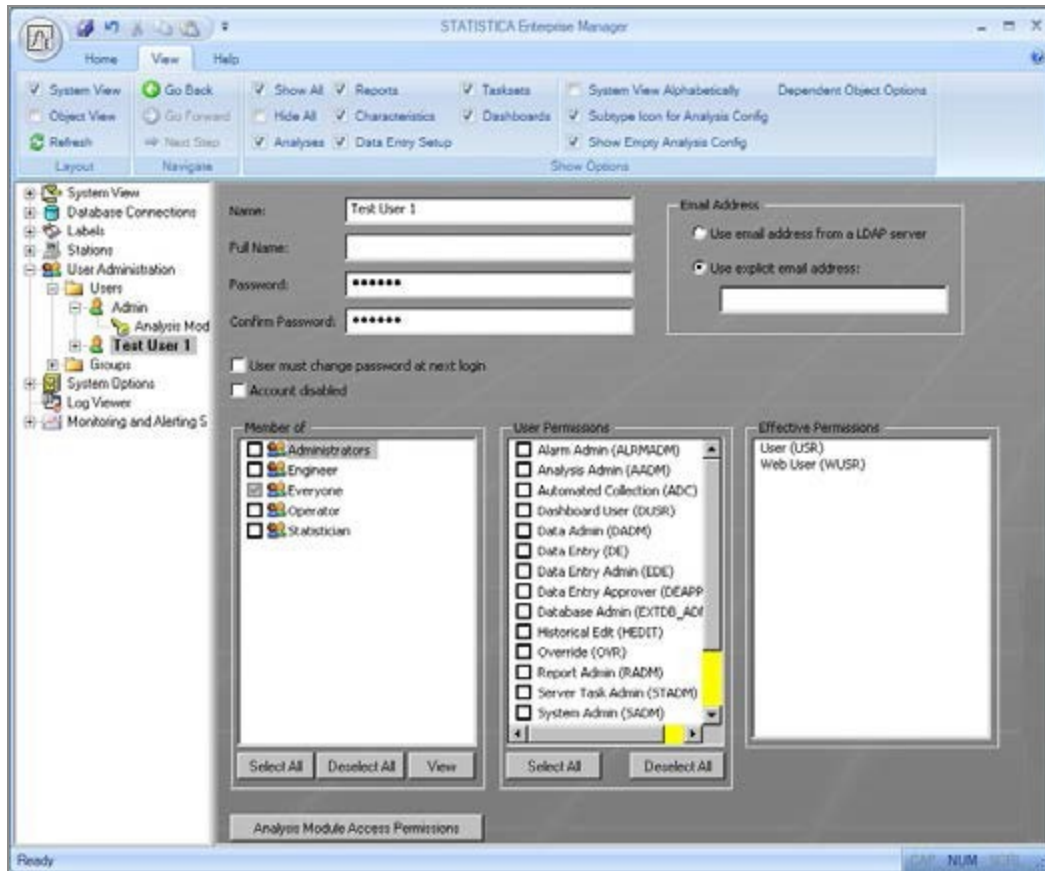 STATISTICA Enterprise Manager
Home View Help
System View Go Back Show All Reports Tasksets System View Alphabetically Dependent Object Options
Object View Go Forward Hide All Characteristics Dashboards Subtype Icon for Analysis Config
Refresh Next Step Analyses Data Entry Setup Show Empty Analysis Config
Layout Navigate Show Options
System View
Database Connections
Labels
Stations
User Administration
Users
Admin
Analysis Mod
Test User 1
Groups
System Options
Log Viewer
Monitoring and Alerting S
Name: Test User 1
Full Name:
Password: ••••••
Confirm Password: ••••••
Email Address
Use email address from a LDAP server
Use explicit email address:
User must change password at next login
Account disabled
Member of
Administrators
Engineer
Everyone
Operator
Statistician
Select All Deselect All View
User Permissions
Alarm Admin (ALRMADM)
Analysis Admin (AADM)
Automated Collection (ADC)
Dashboard User (DUSR)
Data Admin (DADM)
Data Entry (DE)
Data Entry Admin (EDE)
Data Entry Approver (DEAPP
Database Admin (EXTDB_ADM
Historical Edit (HEDIT)
Override (OVR)
Report Admin (RADM)
Server Task Admin (STADM)
System Admin (SADM)
Select All Deselect All
Effective Permissions
User (USR)
Web User (WUSR)
Analysis Module Access Permissions
Ready CAP NUM SCRL